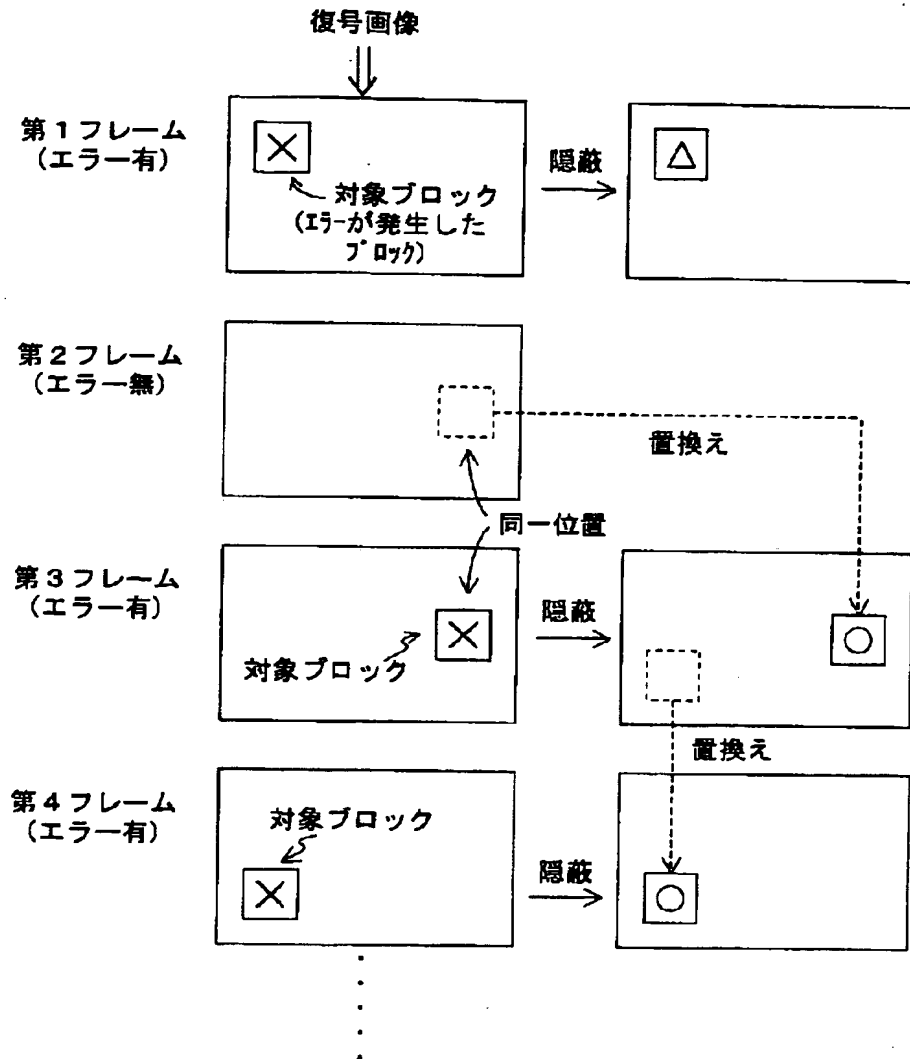 復号画像
第1フレーム
(エラー有)
×
対象ブロック
(エラーが発生した
ブロック)
隠蔽
△
第2フレーム
(エラー無)
置換え
同一位置
第3フレーム
(エラー有)
×
対象ブロック
隠蔽
○
置換え
第4フレーム
(エラー有)
対象ブロック
×
隠蔽
○